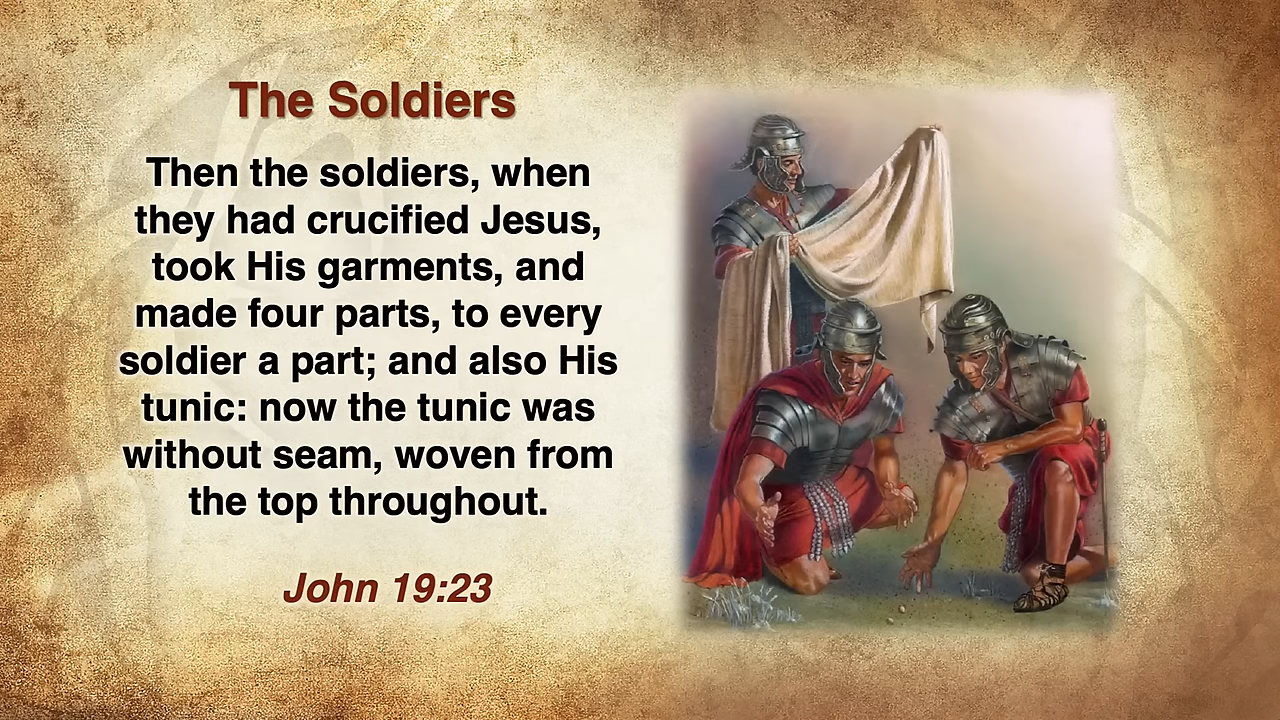 The Soldiers
Then the soldiers, when
they had crucified Jesus,
took His garments, and
made four parts, to every
soldier a part; and also His
tunic: now the tunic was
without seam, woven from
the top throughout.
John 19:23